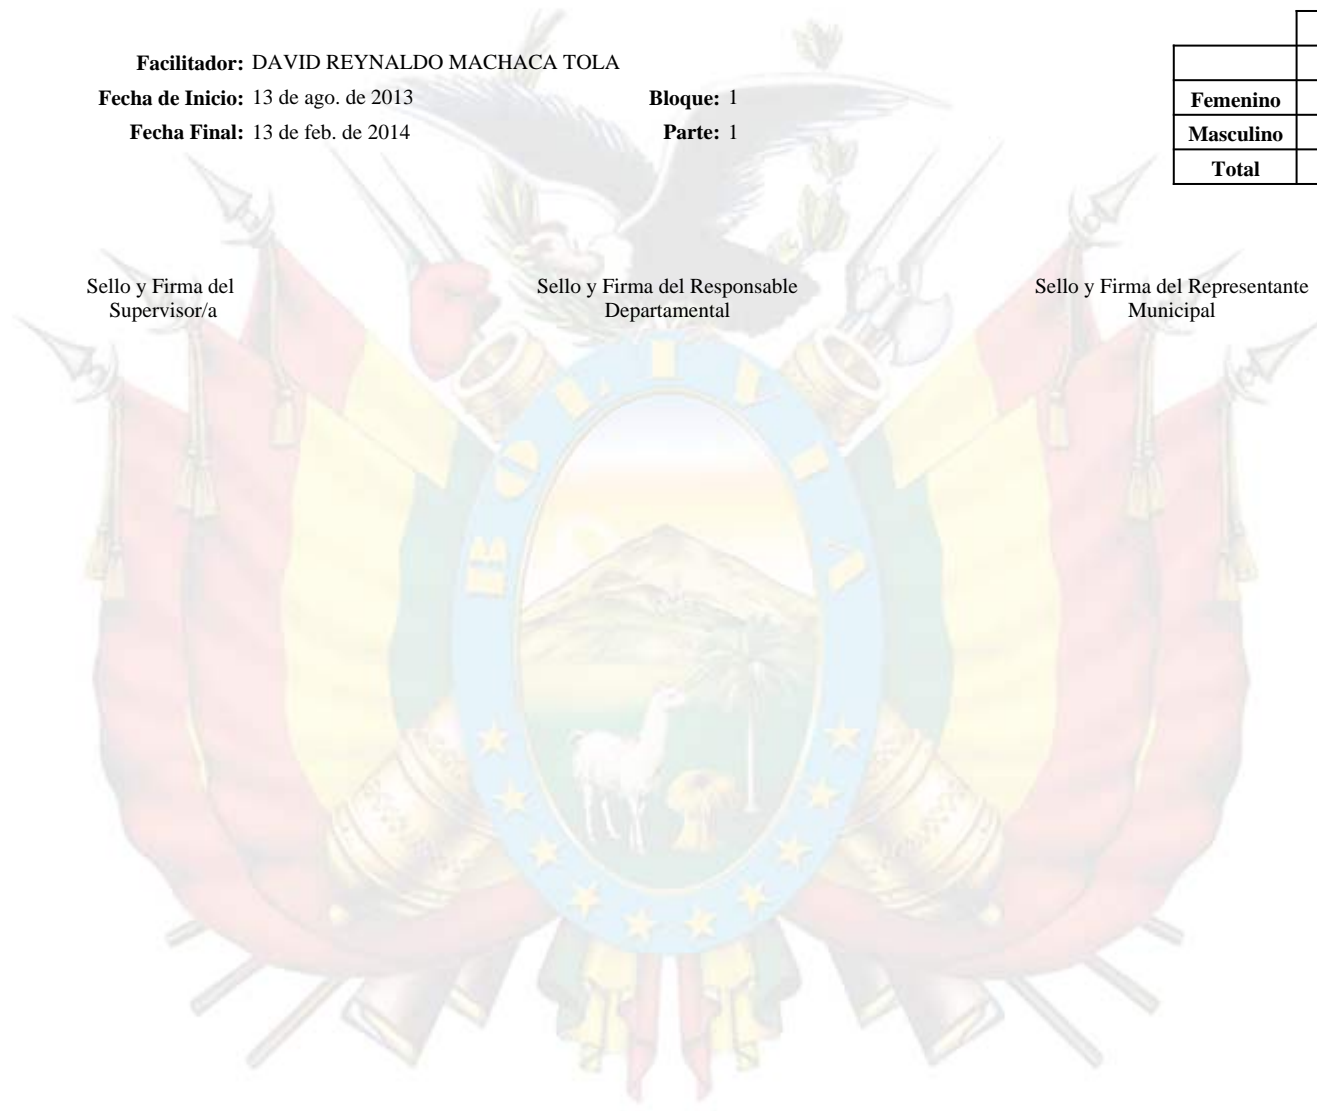 Facilitador: DAVID REYNALDO MACHACA TOLA
Fecha de Inicio: 13 de ago. de 2013 Bloque: 1
Fecha Final: 13 de feb. de 2014 Parte: 1
Femenino
Masculino
Total
Sello y Firma del
Supervisor/a
Sello y Firma del Responsable
Departamental
Sello y Firma del Representante
Municipal
BOLIVIA